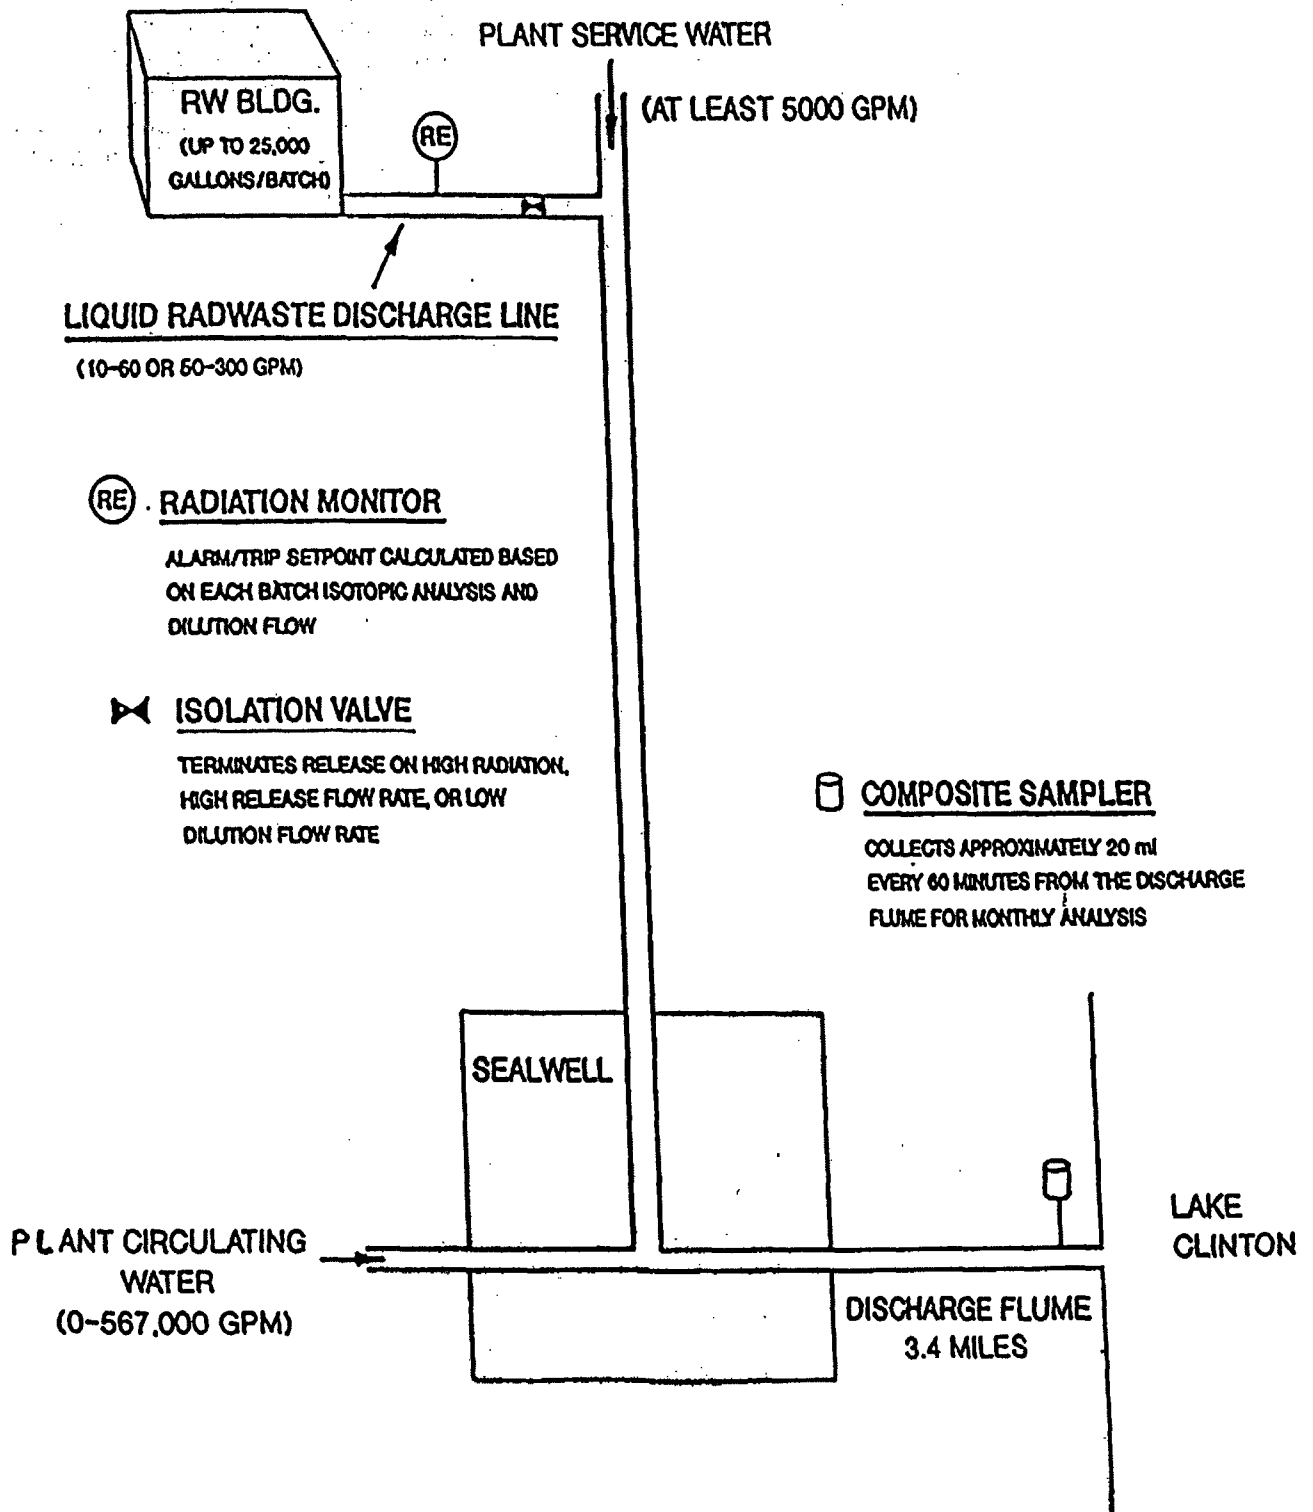 PLANT SERVICE WATER
(AT LEAST 5000 GPM)
RW BLDG.
(UP TO 25,000
GALLONS/BATCH)
RE
LIQUID RADWASTE DISCHARGE LINE
(10-60 OR 50-300 GPM)
RE
RADIATION MONITOR
ALARM/TRIP SETPOINT CALCULATED BASED
ON EACH BATCH ISOTOPIC ANALYSIS AND
DILUTION FLOW
ISOLATION VALVE
TERMINATES RELEASE ON HIGH RADIATION,
HIGH RELEASE FLOW RATE, OR LOW
DILUTION FLOW RATE
COMPOSITE SAMPLER
COLLECTS APPROXIMATELY 20 ml
EVERY 60 MINUTES FROM THE DISCHARGE
FLUME FOR MONTHLY ANALYSIS
SEALWELL
PLANT CIRCULATING
WATER
(0-567,000 GPM)
LAKE
CLINTON
DISCHARGE FLUME
3.4 MILES